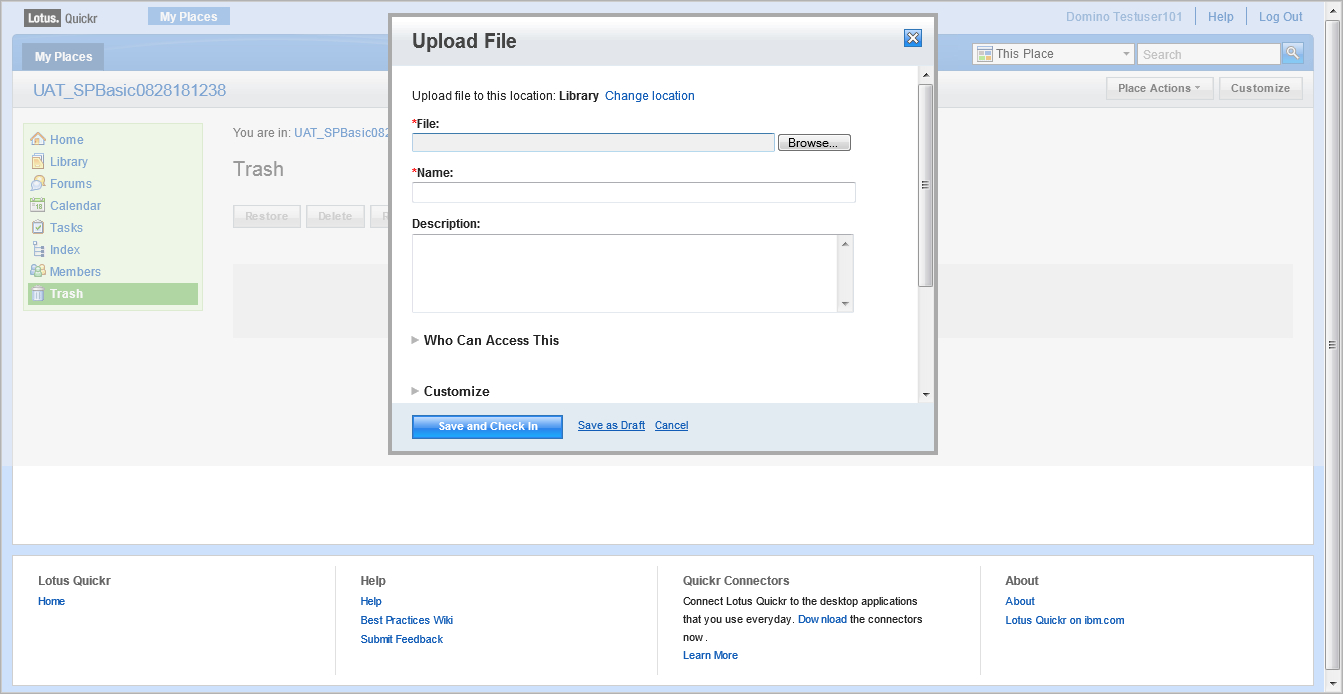 Lotus. Quickr
My Places
Domino Testuser101 Help Log Out
My Places
This Place
Search
UAT_SPBasic0828181238
Place Actions
Customize
Home
Library
Forums
18
Calendar
Tasks
Index
Members
Trash
You are in: UAT_SPBasic082
Trash
Restore
Delete
R
Upload File
Upload file to this location: Library Change location
*File:
Browse...
*Name:
Description:
Who Can Access This
Customize
Save and Check In
Save as Draft
Cancel
Lotus Quickr
Home
Help
Help
Best Practices Wiki
Submit Feedback
Quickr Connectors
Connect Lotus Quickr to the desktop applications
that you use everyday. Download the connectors
now .
Learn More
About
About
Lotus Quickr on ibm.com